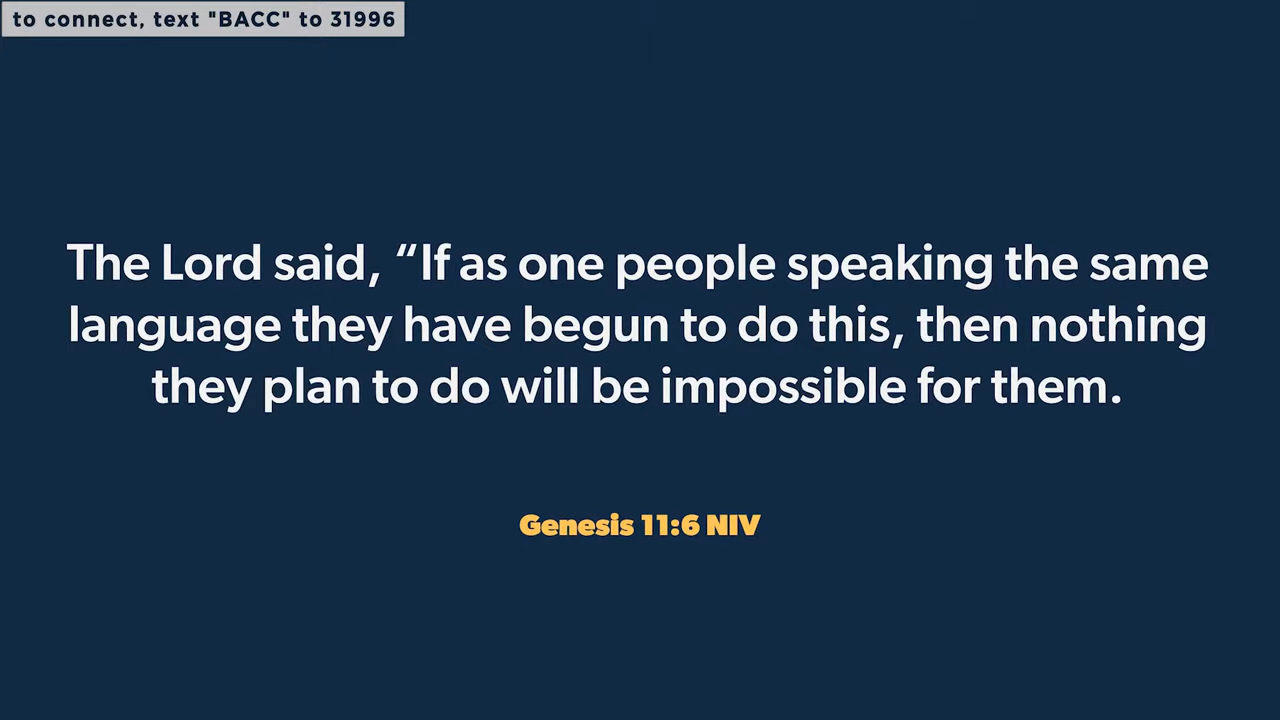 to connect, text "BACC" to 31996
The Lord said, “If as one people speaking the same
language they have begun to do this, then nothing
they plan to do will be impossible for them.
Genesis 11:6 NIV